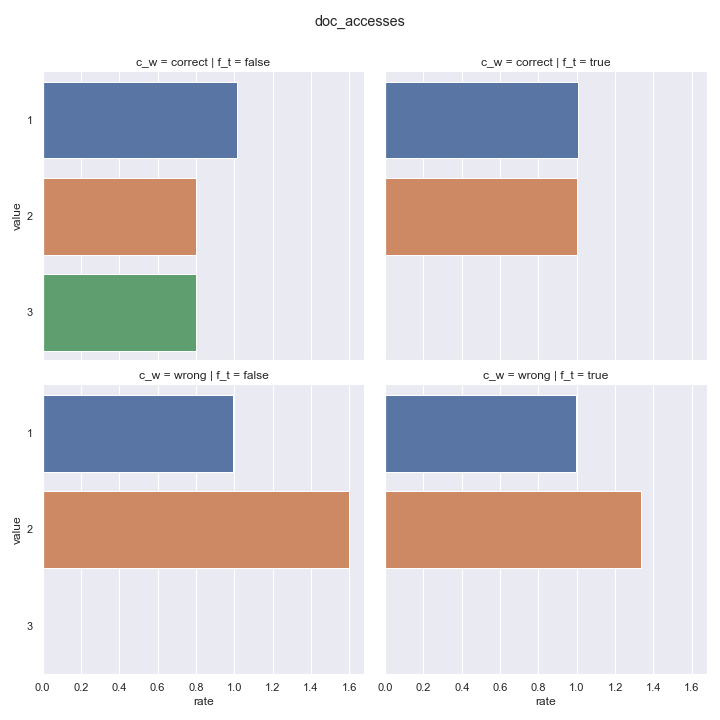 doc_accesses
c_w = correct | f_t = false
c_w = correct | f_t = true
1
2
3
value
c_w = wrong | f_t = false
c_w = wrong | f_t = true
1
2
3
value
0.0 0.2 0.4 0.6 0.8 1.0 1.2 1.4 1.6
0.0 0.2 0.4 0.6 0.8 1.0 1.2 1.4 1.6
rate
rate